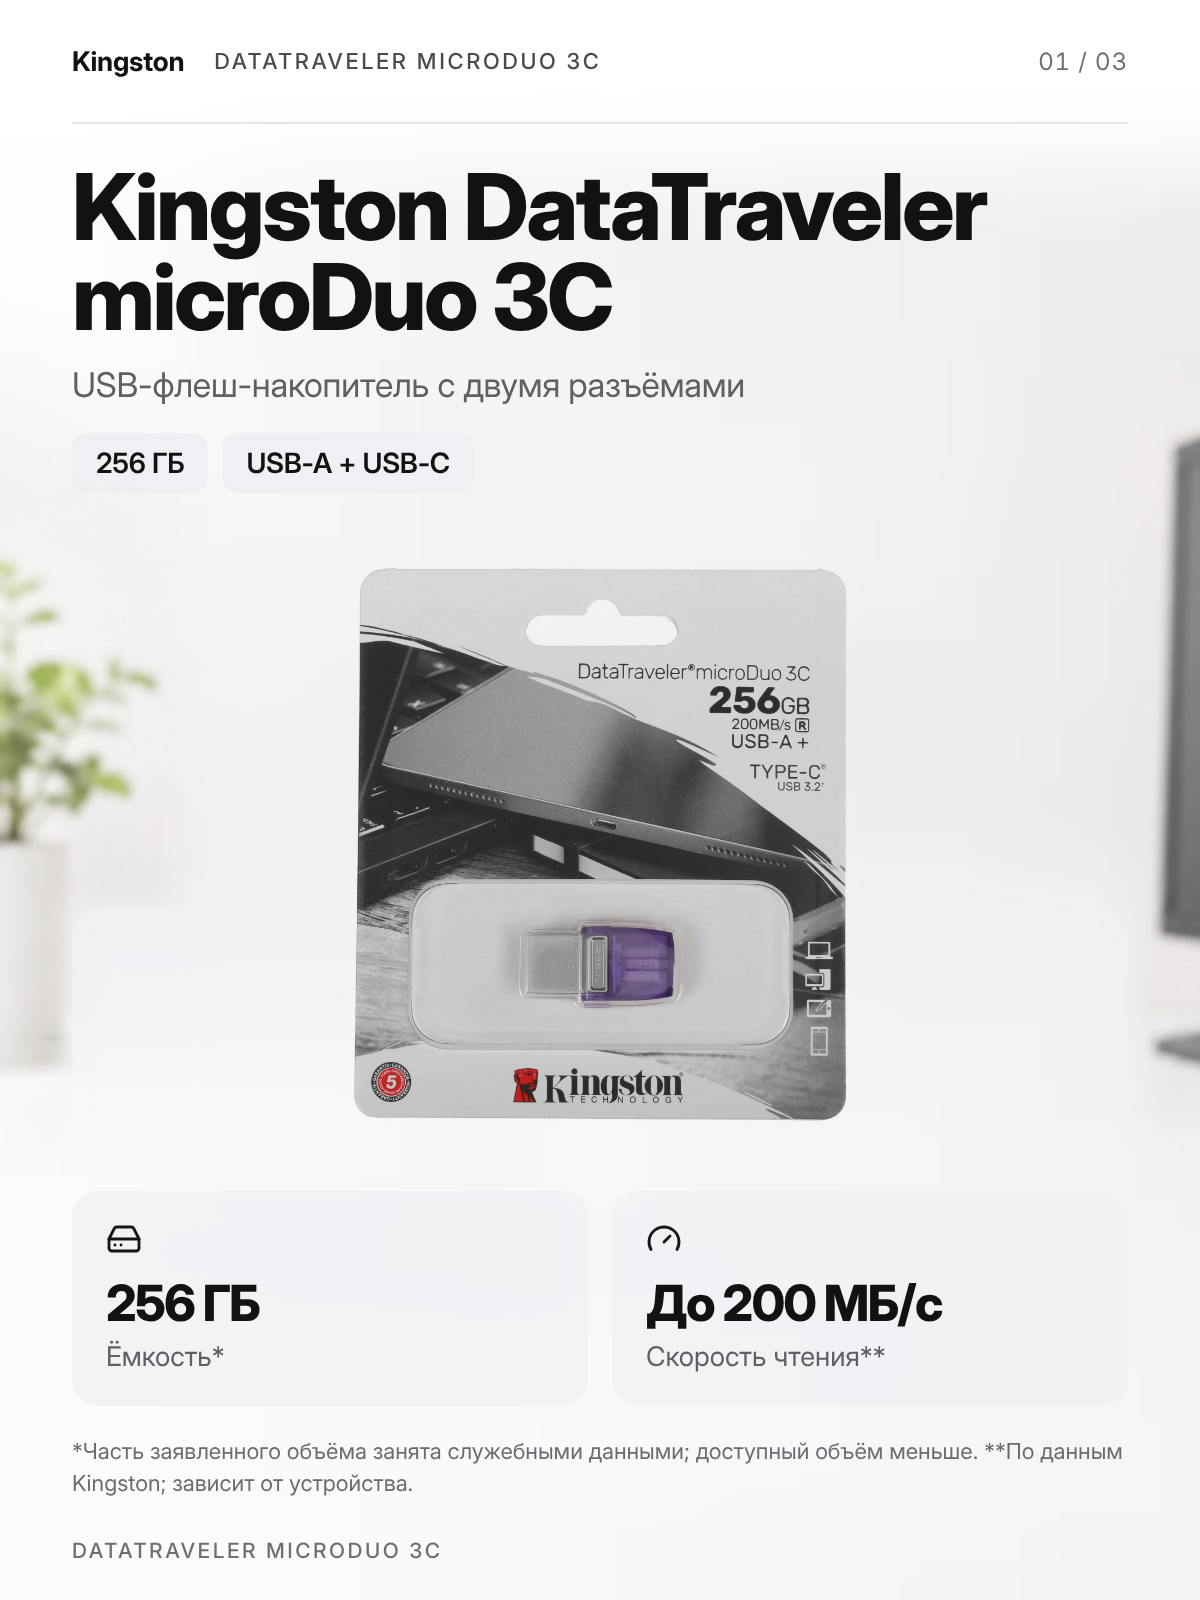 Kingston DATATRAVELER MICRODUO 3C 01 / 03
Kingston DataTraveler
microDuo 3C
USB-флеш-накопитель с двумя разъёмами
256 ГБ USB-A + USB-C
DataTraveler® microDuo 3C
256GB
200MB/s R
USB-A +
TYPE-C®
USB 3.2¹
5
Kingston®
TECHNOLOGY
256 ГБ
Ёмкость*
До 200 МБ/с
Скорость чтения**
*Часть заявленного объёма занята служебными данными; доступный объём меньше. **По данным
Kingston; зависит от устройства.
DATATRAVELER MICRODUO 3C